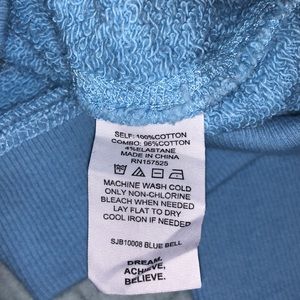 SELF: 100%COTTON
COMBO: 96%COTTON
4%ELASTANE
MADE IN CHINA
RN157525
MACHINE WASH COLD
ONLY NON-CHLORINE
BLEACH WHEN NEEDED
LAY FLAT TO DRY
COOL IRON IF NEEDED
SJB10008 BLUE BELL
DREAM.
ACHIEVE,
BELIEVE.